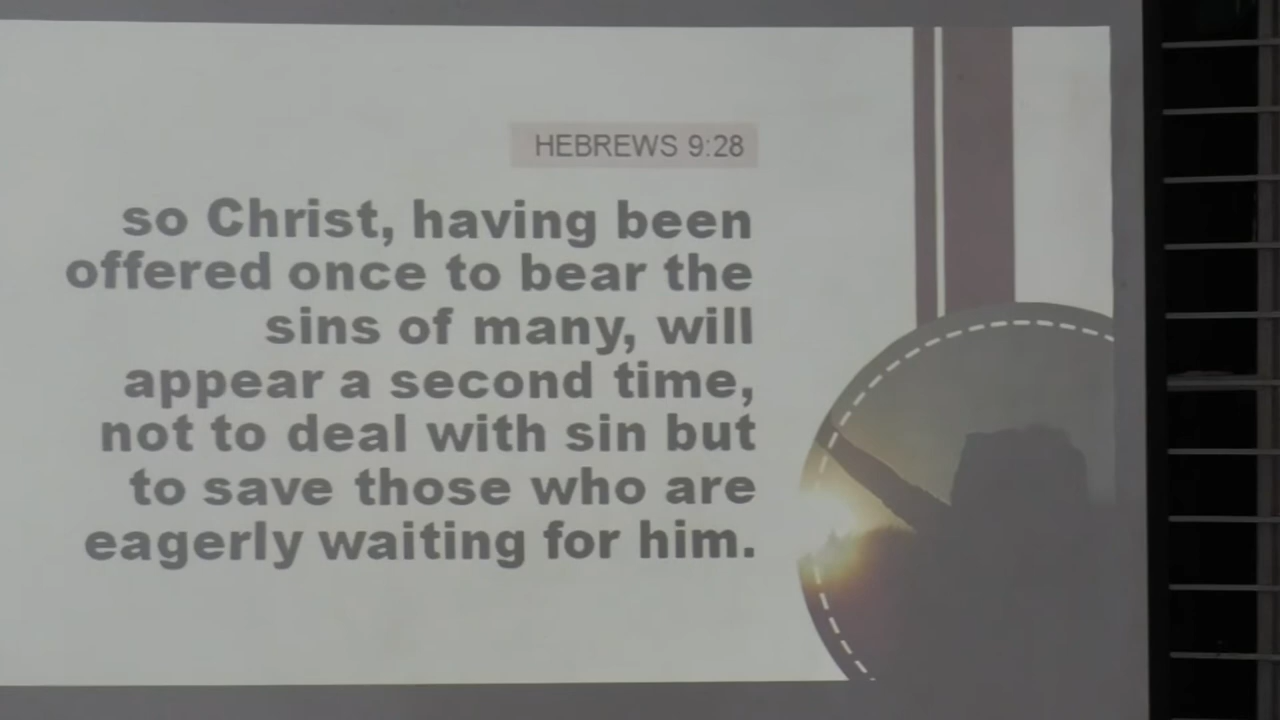 HEBREWS 9:28
so Christ, having been
offered once to bear the
sins of many, will
appear a second time,
not to deal with sin but
to save those who are
eagerly waiting for him.